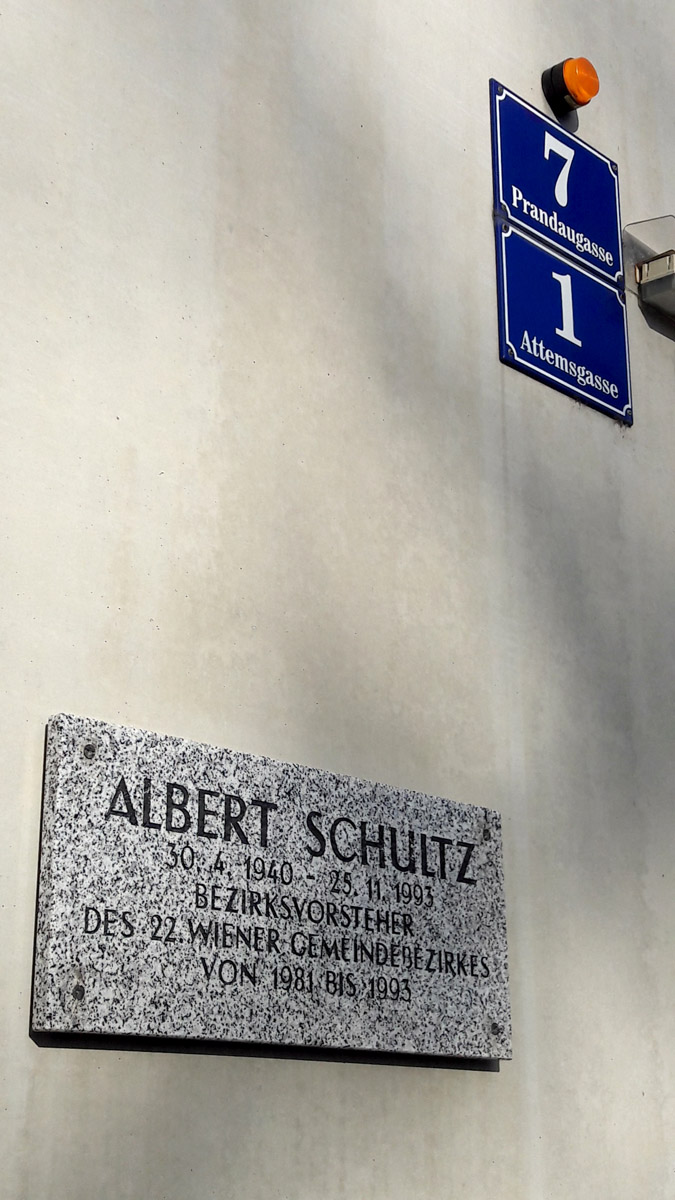 7
Prandaugasse
1
Attemsgasse
ALBERT SCHULTZ
30. 4. 1940 - 25. 11. 1993
BEZIRKSVORSTEHER
DES 22. WIENER GEMEINDEBEZIRKES
VON 1981 BIS 1993